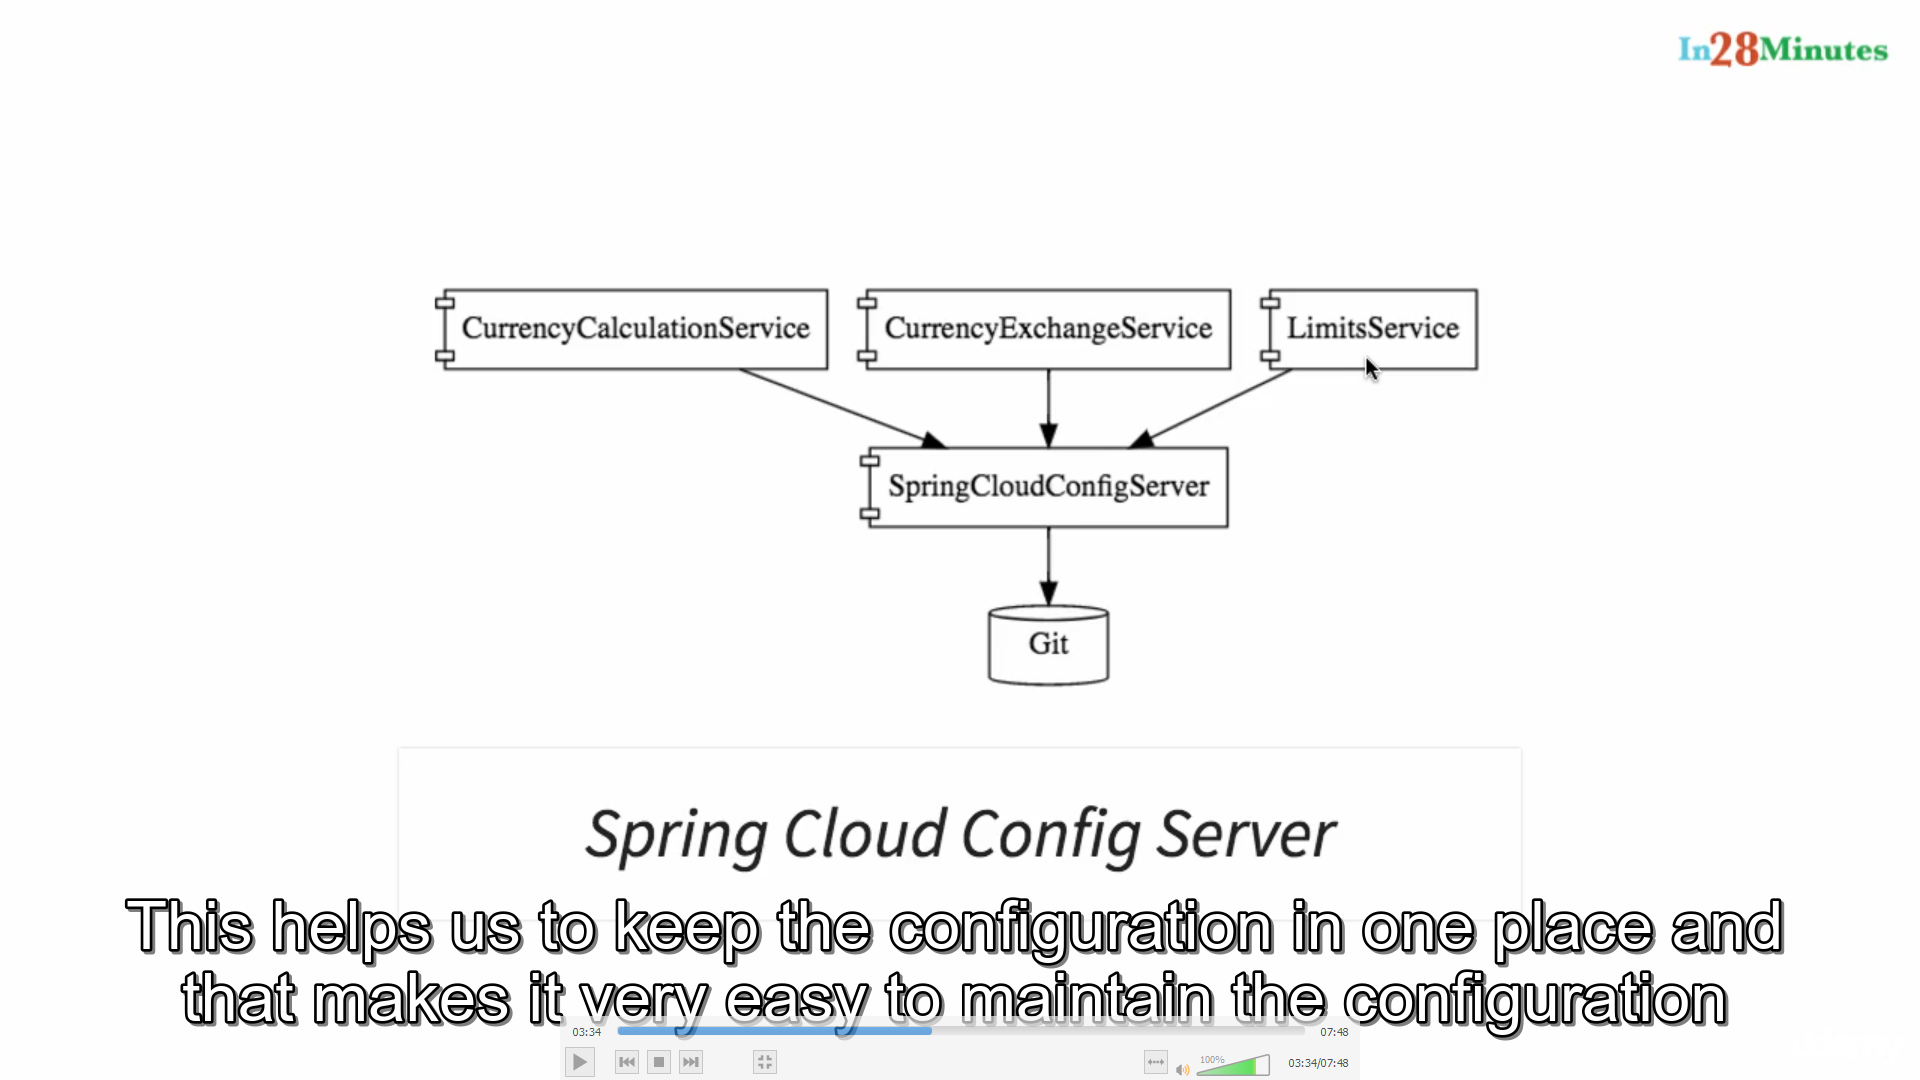 In28Minutes
CurrencyCalculationService
CurrencyExchangeService
LimitsService
SpringCloudConfigServer
Git
Spring Cloud Config Server
This helps us to keep the configuration in one place and
that makes it very easy to maintain the configuration
03:34
07:48
100%
03:34/07:48